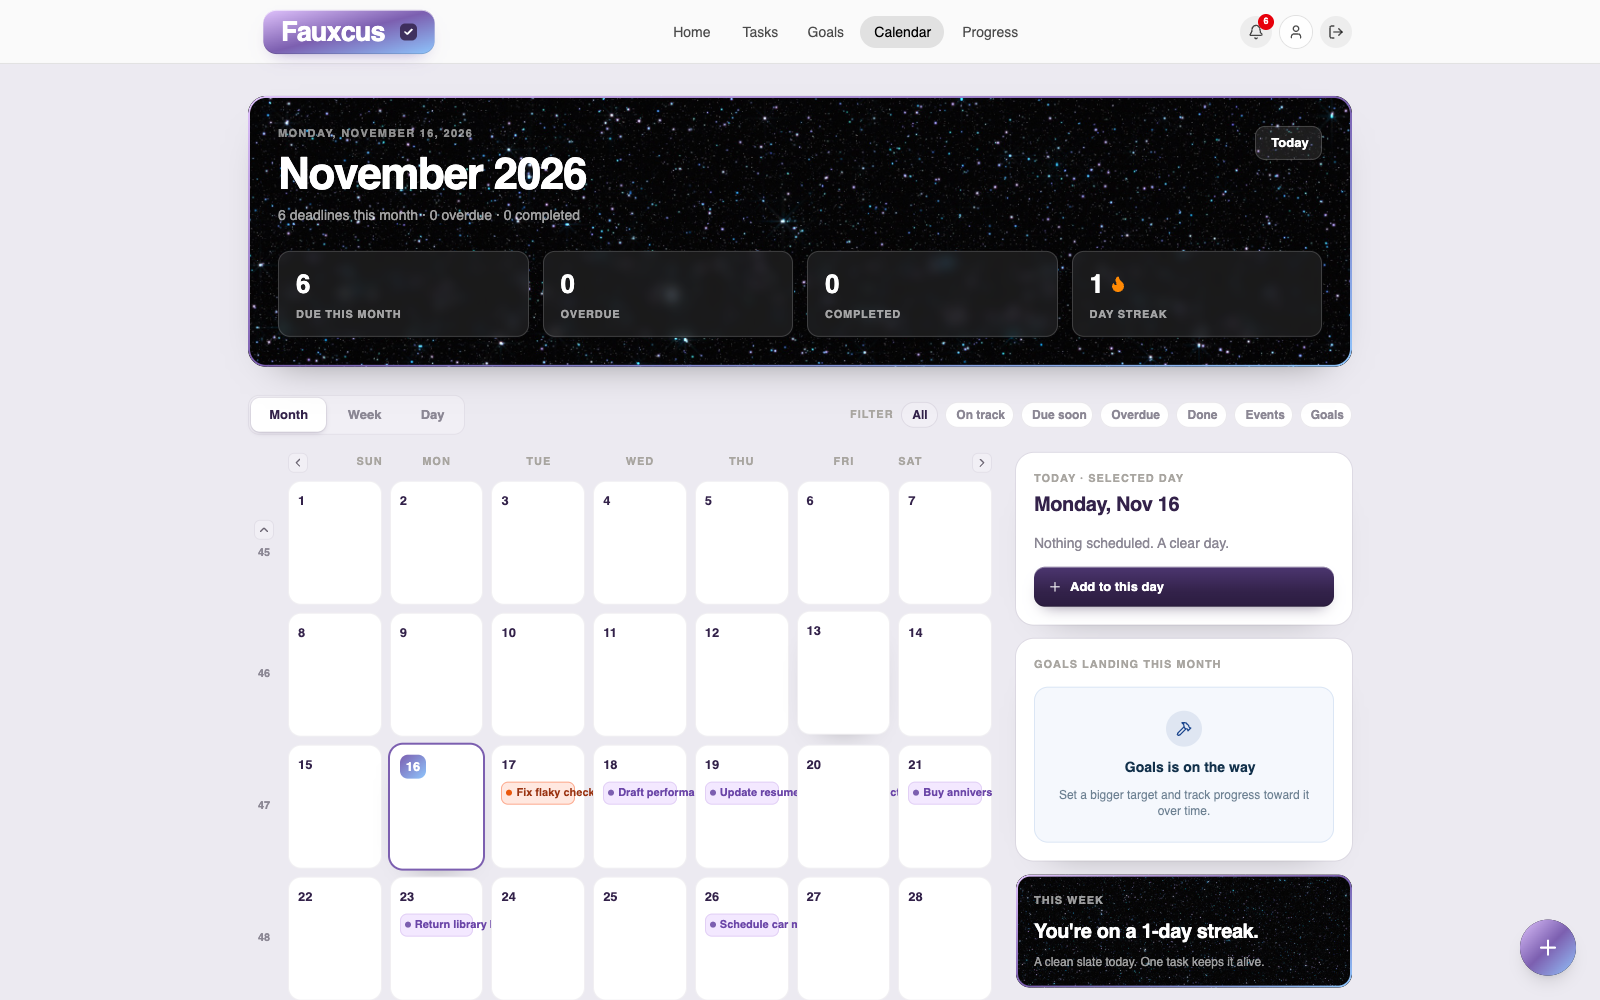 Fauxcus
Home
Tasks
Goals
Calendar
Progress
6
MONDAY, NOVEMBER 16, 2026
November 2026
6 deadlines this month · 0 overdue · 0 completed
Today
6
DUE THIS MONTH
0
OVERDUE
0
COMPLETED
1
DAY STREAK
Month
Week
Day
FILTER
All
On track
Due soon
Overdue
Done
Events
Goals
SUN
MON
TUE
WED
THU
FRI
SAT
45
1
2
3
4
5
6
7
46
8
9
10
11
12
13
14
47
15
16
17
Fix flaky check
18
Draft performa
19
Update resume
20
21
Buy annivers
48
22
23
Return library
24
25
26
Schedule car
27
28
TODAY · SELECTED DAY
Monday, Nov 16
Nothing scheduled. A clear day.
Add to this day
GOALS LANDING THIS MONTH
Goals is on the way
Set a bigger target and track progress toward it
over time.
THIS WEEK
You're on a 1-day streak.
A clean slate today. One task keeps it alive.